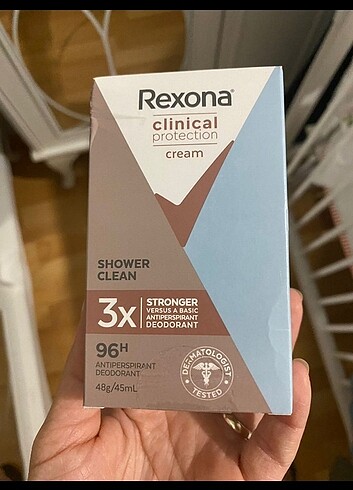 Rexona
clinical
protection
cream
SHOWER
CLEAN
3x
STRONGER
VERSUS A BASIC
ANTIPERSPIRANT
DEODORANT
96H
ANTIPERSPIRANT
DEODORANT
48g/45mL
DERMATOLOGIST
TESTED